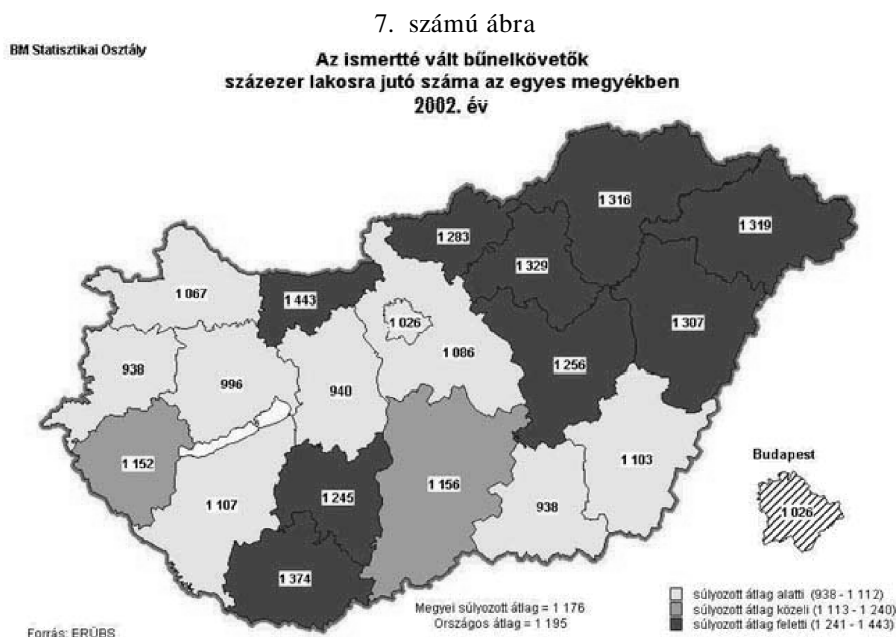 7. számú ábra
BM Statisztikai Osztály
Az ismertté vált bűnelkövetők
százezer lakosra jutó száma az egyes megyékben
2002. év
1 316
1 319
1 283
1 329
1 067
1 443
1 307
1 026
1 086
1 256
938
996
940
1 103
1 152
1 156
1 245
938
1 107
1 374
Budapest
1 026
Megyei súlyozott átlag = 1 176
Országos átlag = 1 195
súlyozott átlag alatti (938 - 1 112)
súlyozott átlag közeli (1 113 - 1 240)
súlyozott átlag feletti (1 241 - 1 443)
Forrás: ERÜBS